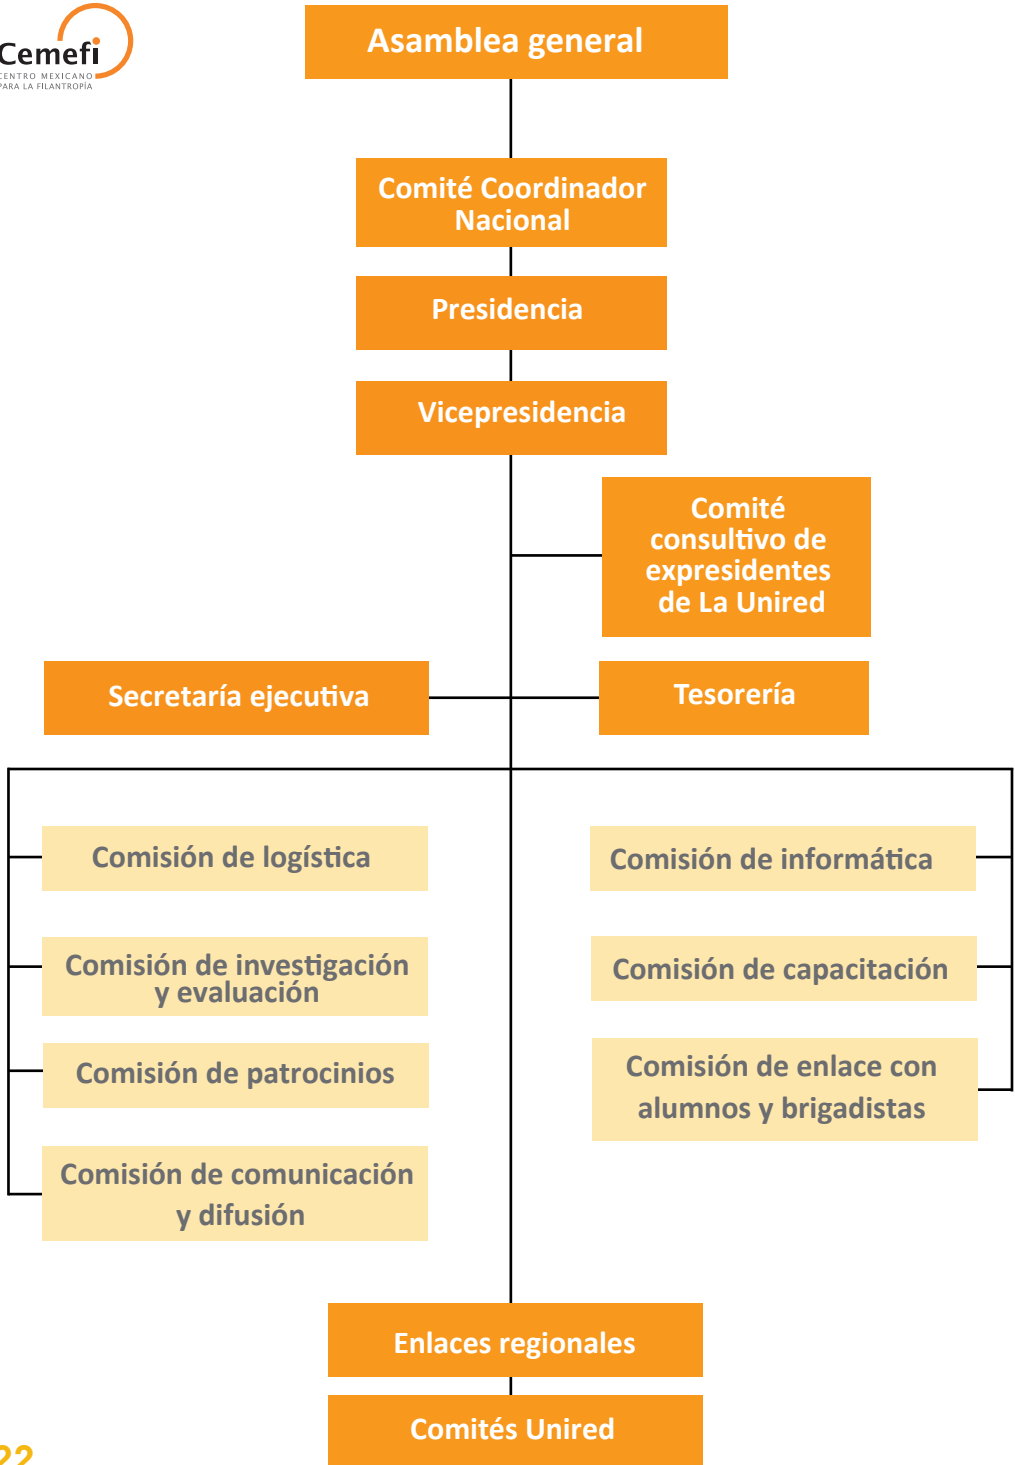 Cemefi
CENTRO MEXICANO
PARA LA FILANTROPÍA
Asamblea general
Comité Coordinador
Nacional
Presidencia
Vicepresidencia
Comité
consultivo de
expresidentes
de La Unired
Secretaría ejecutiva
Tesorería
Comisión de logística
Comisión de informática
Comisión de investigación
y evaluación
Comisión de capacitación
Comisión de patrocinios
Comisión de enlace con
alumnos y brigadistas
Comisión de comunicación
y difusión
Enlaces regionales
Comités Unired
22